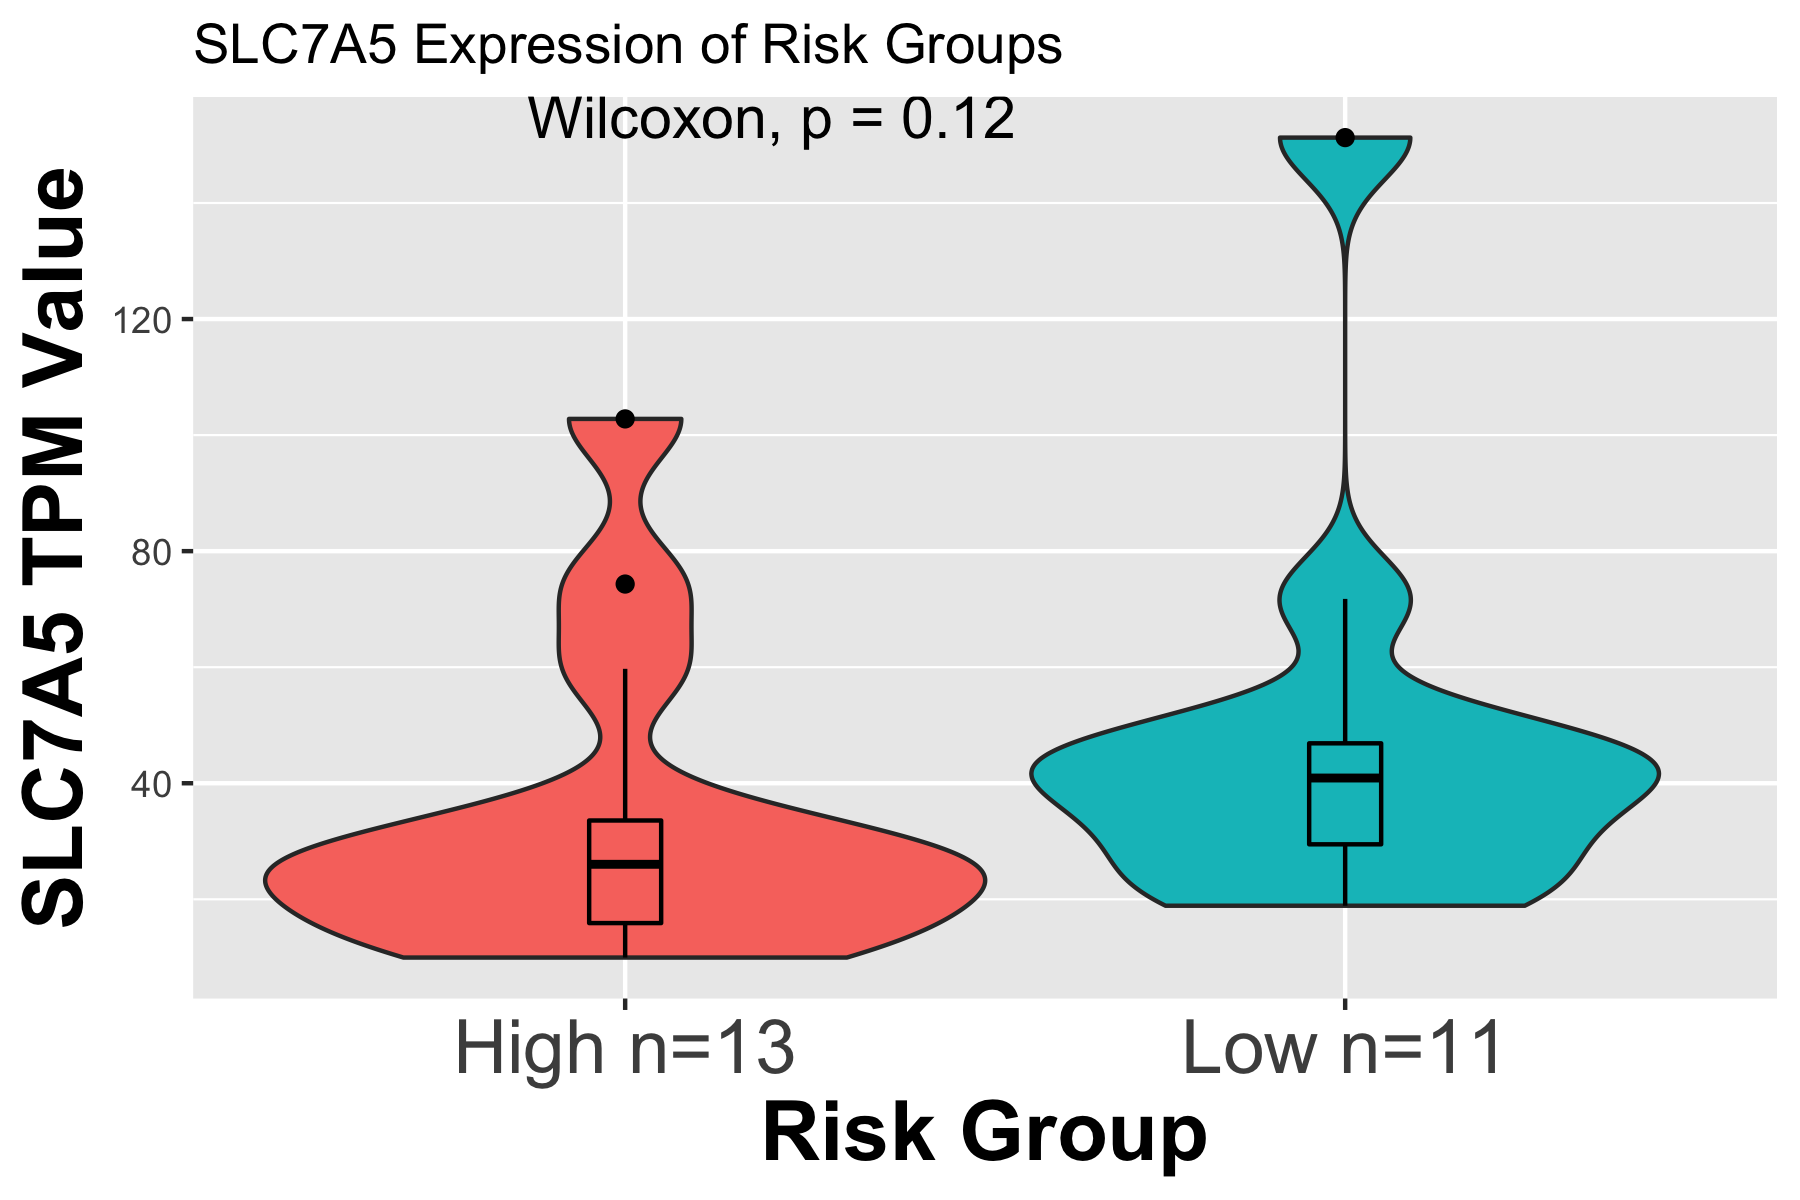 SLC7A5 Expression of Risk Groups
Wilcoxon, p = 0.12
SLC7A5 TPM Value
120
80
40
High n=13
Low n=11
Risk Group